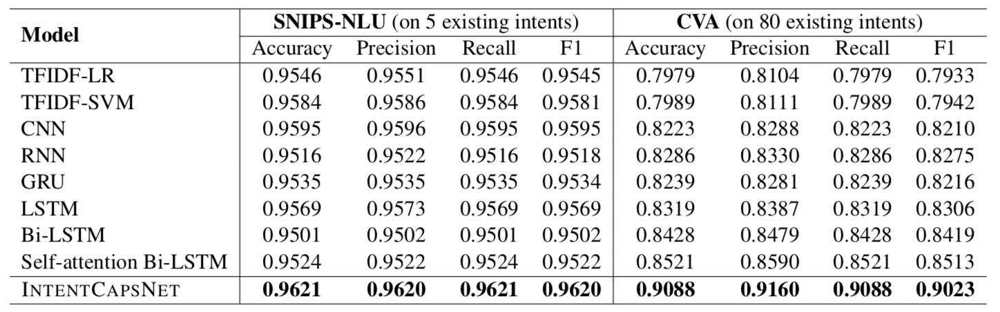 Model SNIPS-NLU (on 5 existing intents) CVA (on 80 existing intents)
Accuracy Precision Recall F1 Accuracy Precision Recall F1
TFIDF-LR 0.9546 0.9551 0.9546 0.9545 0.7979 0.8104 0.7979 0.7933
TFIDF-SVM 0.9584 0.9586 0.9584 0.9581 0.7989 0.8111 0.7989 0.7942
CNN 0.9595 0.9596 0.9595 0.9595 0.8223 0.8288 0.8223 0.8210
RNN 0.9516 0.9522 0.9516 0.9518 0.8286 0.8330 0.8286 0.8275
GRU 0.9535 0.9535 0.9535 0.9534 0.8239 0.8281 0.8239 0.8216
LSTM 0.9569 0.9573 0.9569 0.9569 0.8319 0.8387 0.8319 0.8306
Bi-LSTM 0.9501 0.9502 0.9501 0.9502 0.8428 0.8479 0.8428 0.8419
Self-attention Bi-LSTM 0.9524 0.9522 0.9524 0.9522 0.8521 0.8590 0.8521 0.8513
INTENTCAPSNET 0.9621 0.9620 0.9621 0.9620 0.9088 0.9160 0.9088 0.9023